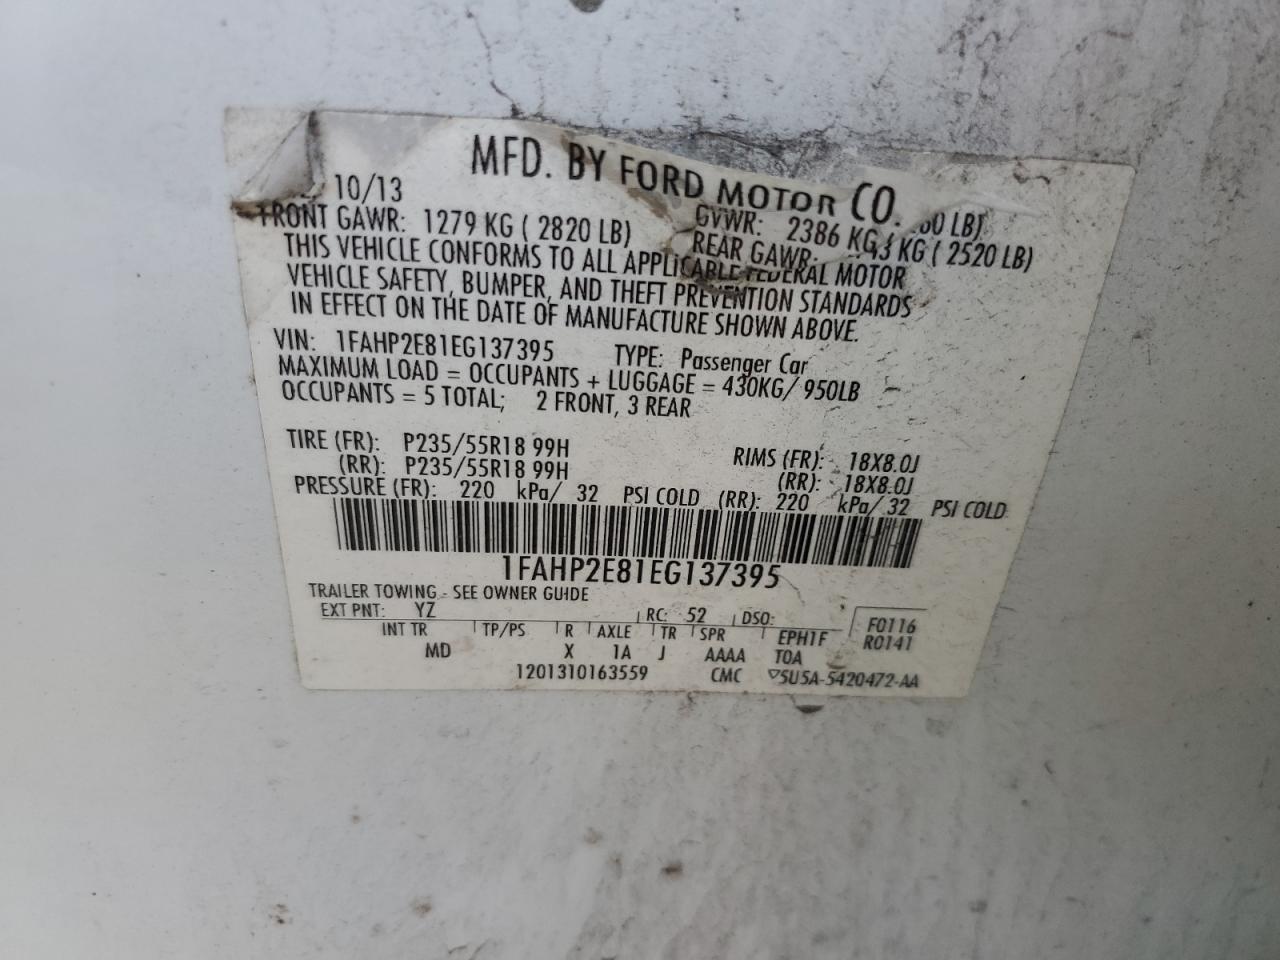 MFD. BY FORD MOTOR CO.
10/13
GVWR: 2386 KG
LB)
FRONT GAWR: 1279 KG ( 2820 LB)
REAR GAWR: KG ( 2520 LB)
THIS VEHICLE CONFORMS TO ALL APPLICABLE FEDERAL MOTOR
VEHICLE SAFETY, BUMPER, AND THEFT PREVENTION STANDARDS
IN EFFECT ON THE DATE OF MANUFACTURE SHOWN ABOVE.
VIN: 1FAHP2E81EG137395 TYPE: Passenger Car
MAXIMUM LOAD = OCCUPANTS + LUGGAGE = 430KG/ 950LB
OCCUPANTS = 5 TOTAL; 2 FRONT, 3 REAR
TIRE (FR): P235/55R18 99H RIMS (FR): 18X8.0J
(RR): P235/55R18 99H (RR): 18X8.0J
PRESSURE (FR): 220 kPa/ 32 PSI COLD (RR): 220 kPa/ 32 PSI COLD
1FAHP2E81EG137395
TRAILER TOWING - SEE OWNER GUIDE
EXT PNT: YZ RC: 52 DSO: F0116
INT TR TP/PS R AXLE TR SPR EPH1F R0141
MD X 1A J AAAA TOA
1201310163559 CMC ▽5U5A-5420472-AA